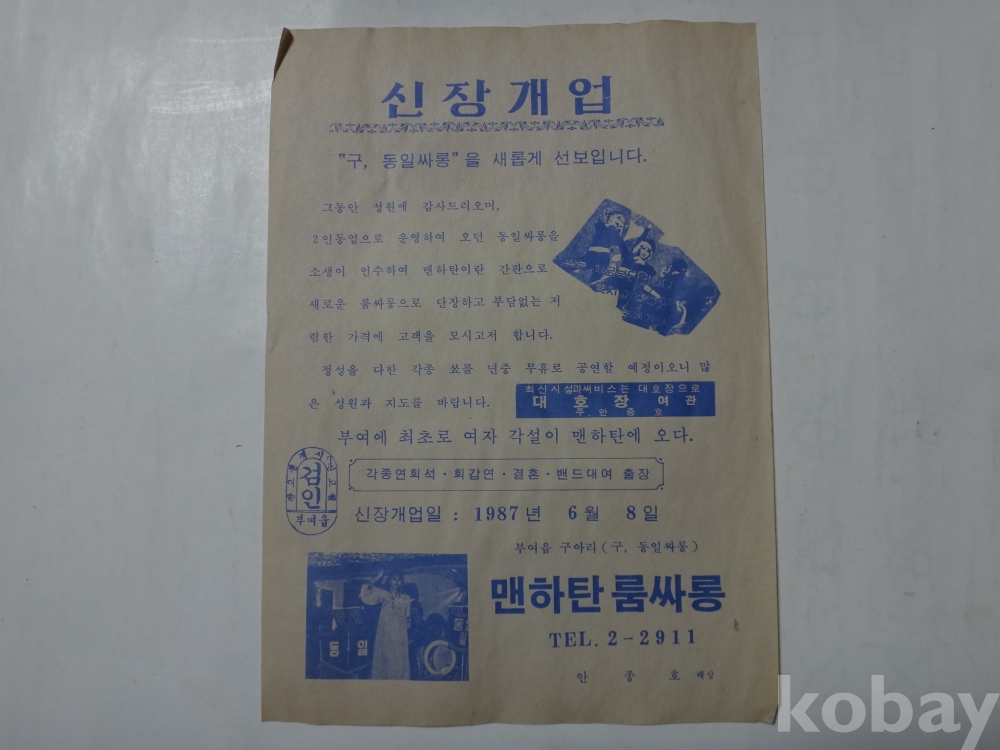 신장개업
"구, 동일싸롱"을 새롭게 선보입니다.
그동안 성원에 감사드리오며,
2인동업으로 운영하여 오던 동일싸롱을
소생이 인수하여 맨하탄이란 간판으로
새로운 룸싸롱으로 단장하고 부담없는 저
렴한 가격에 고객을 모시고저 합니다.
정성을 다한 각종 쑈를 년중 무휴로 공연할 예정이오니 많
은 성원과 지도를 바랍니다.
최신시설과써비스는 대호장으로
대호장여관
주. 안종호
부여에 최초로 여자 각설이 맨하탄에 오다.
각종연회석·회갑연·결혼·밴드대여 출장
검인
부여읍
신장개업일 : 1987년 6월 8일
부여읍 구아리(구, 동일싸롱)
맨하탄 룸싸롱
TEL. 2-2911
안종호 배상
동일
kobay